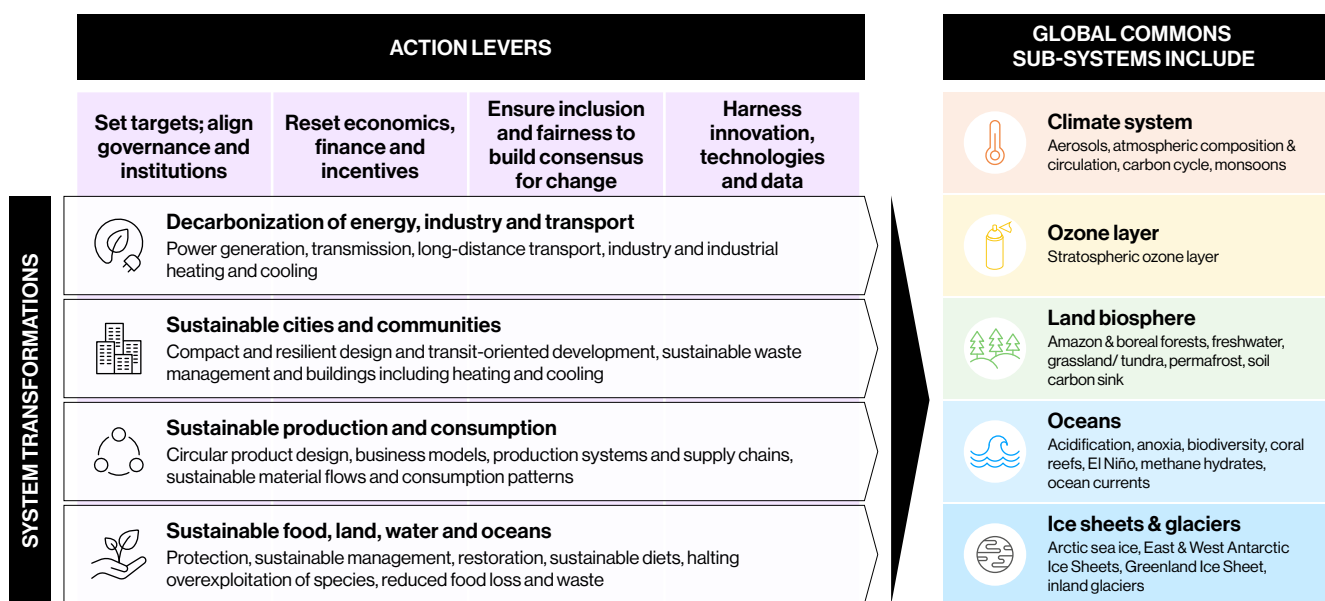 ACTION LEVERS
GLOBAL COMMONS
SUB-SYSTEMS INCLUDE
Set targets; align
governance and
institutions
Reset economics,
finance and
incentives
Ensure inclusion
and fairness to
build consensus
for change
Harness
innovation,
technologies
and data
SYSTEM TRANSFORMATIONS
Decarbonization of energy, industry and transport
Power generation, transmission, long-distance transport, industry and industrial
heating and cooling
Sustainable cities and communities
Compact and resilient design and transit-oriented development, sustainable waste
management and buildings including heating and cooling
Sustainable production and consumption
Circular product design, business models, production systems and supply chains,
sustainable material flows and consumption patterns
Sustainable food, land, water and oceans
Protection, sustainable management, restoration, sustainable diets, halting
overexploitation of species, reduced food loss and waste
Climate system
Aerosols, atmospheric composition &
circulation, carbon cycle, monsoons
Ozone layer
Stratospheric ozone layer
Land biosphere
Amazon & boreal forests, freshwater,
grassland/ tundra, permafrost, soil
carbon sink
Oceans
Acidification, anoxia, biodiversity, coral
reefs, El Niño, methane hydrates,
ocean currents
Ice sheets & glaciers
Arctic sea ice, East & West Antarctic
Ice Sheets, Greenland Ice Sheet,
inland glaciers